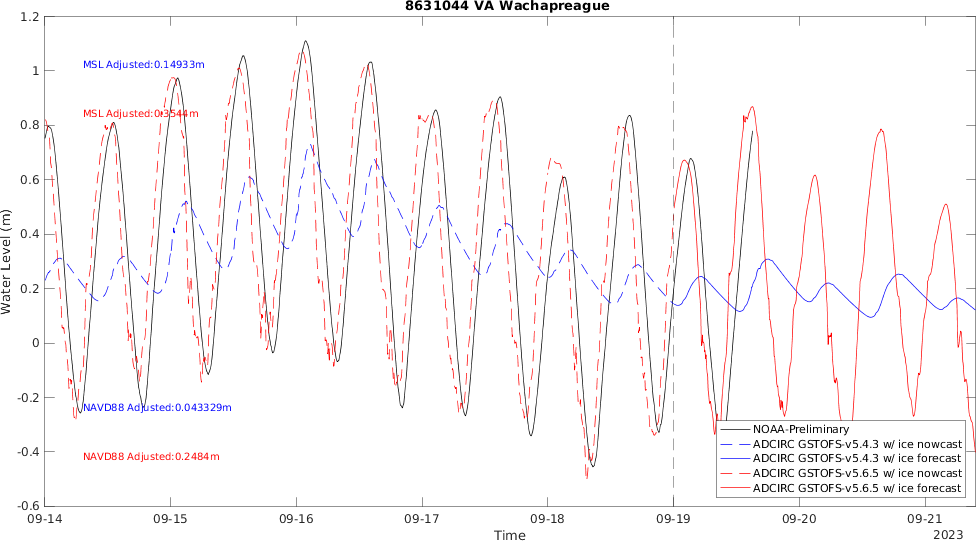 8631044 VA Wachapreague
1.2
1
0.8
0.6
0.4
0.2
0
-0.2
-0.4
-0.6
Water Level (m)
MSL Adjusted:0.14933m
MSL Adjusted:0.3544m
NAVD88 Adjusted:0.043329m
NAVD88 Adjusted:0.2484m
NOAA-Preliminary
ADCIRC GSTOFS-v5.4.3 w/ ice nowcast
ADCIRC GSTOFS-v5.4.3 w/ ice forecast
ADCIRC GSTOFS-v5.6.5 w/ ice nowcast
ADCIRC GSTOFS-v5.6.5 w/ ice forecast
09-14 09-15 09-16 09-17 09-18 09-19 09-20 09-21
Time
2023